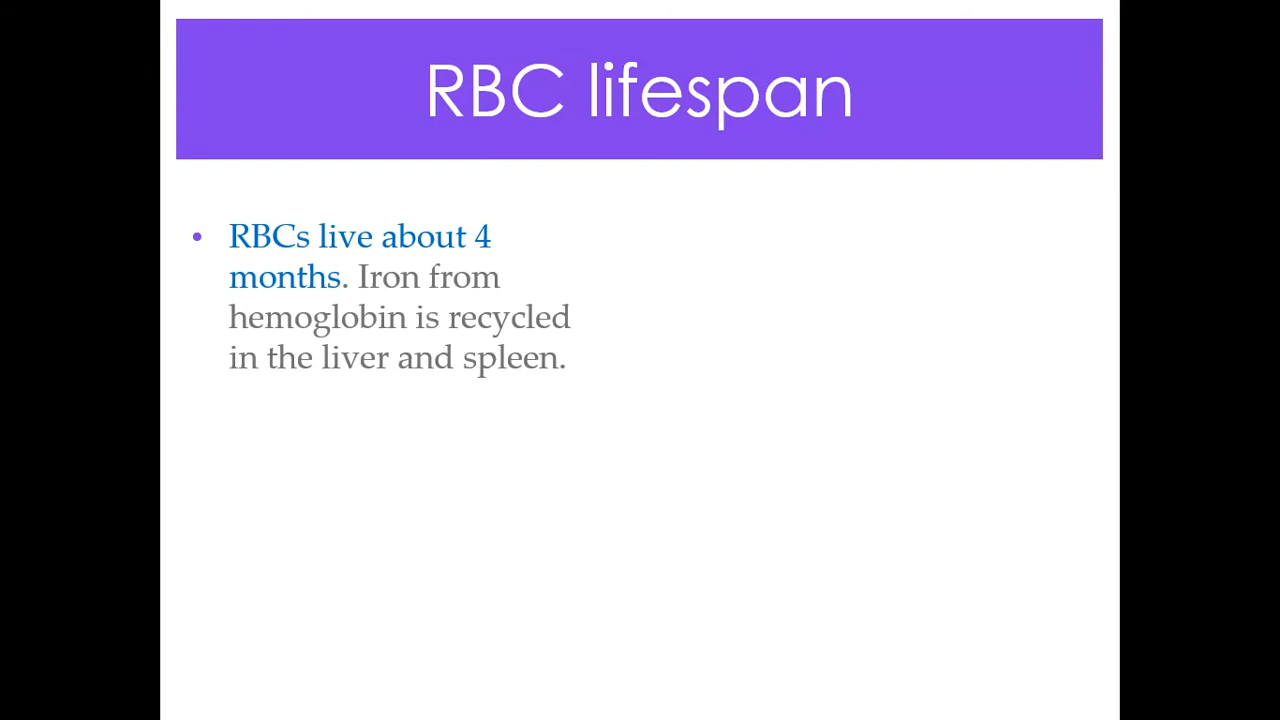 RBC lifespan
• RBCs live about 4
months. Iron from
hemoglobin is recycled
in the liver and spleen.